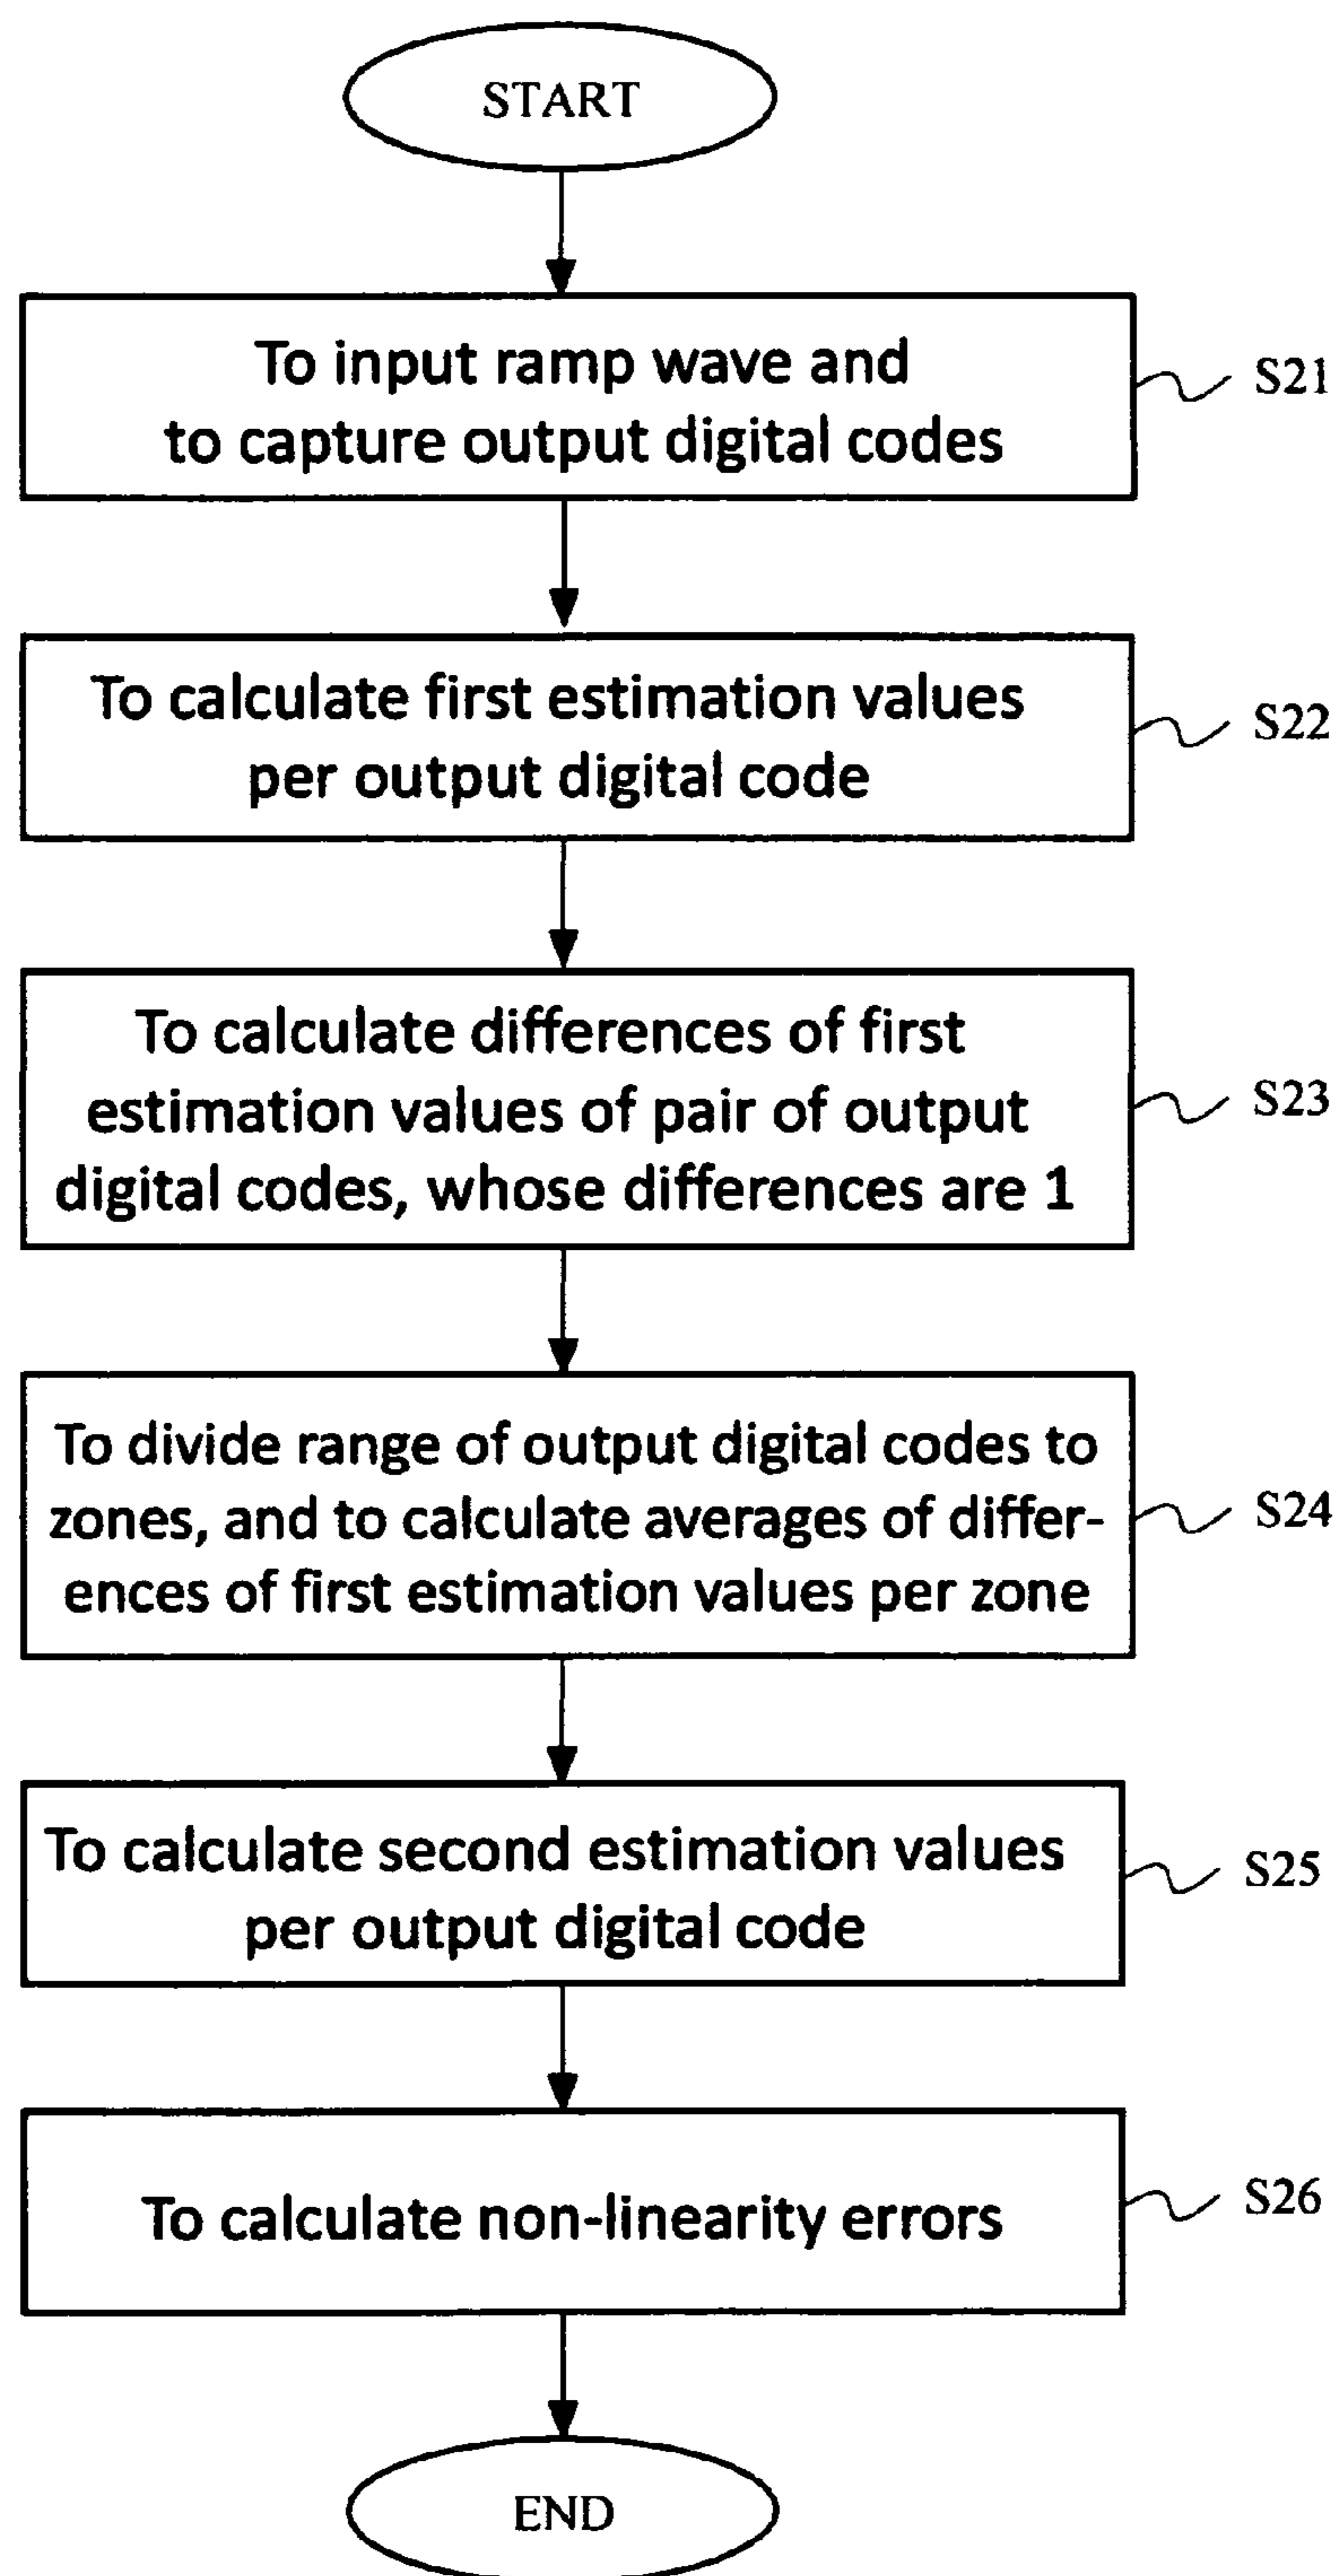 START
To input ramp wave and
to capture output digital codes
S21
To calculate first estimation values
per output digital code
S22
To calculate differences of first
estimation values of pair of output
digital codes, whose differences are 1
S23
To divide range of output digital codes to
zones, and to calculate averages of differ-
ences of first estimation values per zone
S24
To calculate second estimation values
per output digital code
S25
To calculate non-linearity errors
S26
END